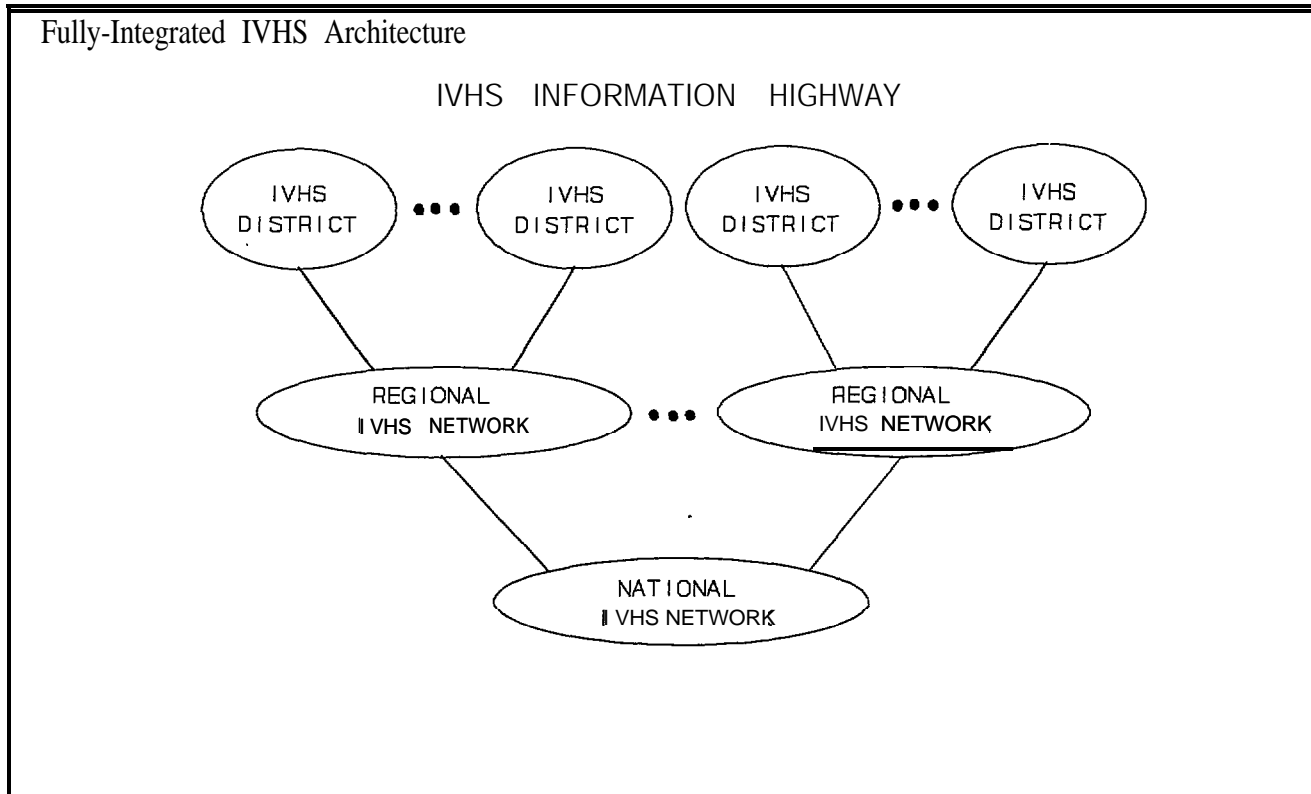 Fully-Integrated IVHS Architecture
IVHS INFORMATION HIGHWAY
IVHS
DISTRICT
IVHS
DISTRICT
IVHS
DISTRICT
IVHS
DISTRICT
REGIONAL
IVHS NETWORK
REGIONAL
IVHS NETWORK
NATIONAL
IVHS NETWORK